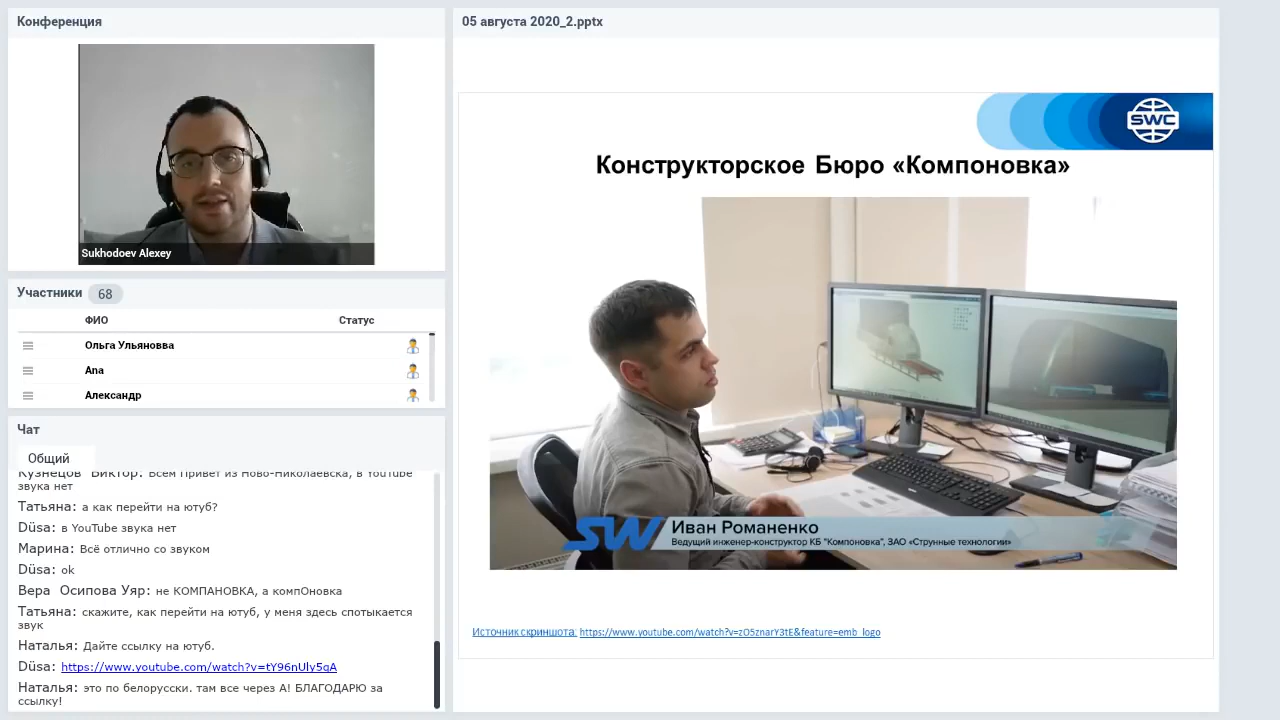 Конференция
Sukhodoev Alexey
Участники 68
ФИО Статус
Ольга Ульяновва
Ana
Александр
Чат
Общий
Кузнецов Виктор: Всем Привет из Ново-Николаевска, в YouTube
звука нет
Татьяна: а как перейти на ютуб?
Düsa: в YouTube звука нет
Марина: Всё отлично со звуком
Düsa: ok
Вера Осипова Уяр: не КОМПАНОВКА, а компОновка
Татьяна: скажите, как перейти на ютуб, у меня здесь спотыкается
звук
Наталья: Дайте ссылку на ютуб.
Düsa: https://www.youtube.com/watch?v=tY96nUly5qA
Наталья: это по белорусски. там все через А! БЛАГОДАРЮ за
ссылку!
05 августа 2020_2.pptx
SWC
Конструкторское Бюро «Компоновка»
SW
Иван Романенко
Ведущий инженер-конструктор КБ "Компоновка", ЗАО «Струнные технологии»
Источник скриншота: https://www.youtube.com/watch?v=zO5znarY3tE&feature=emb_logo